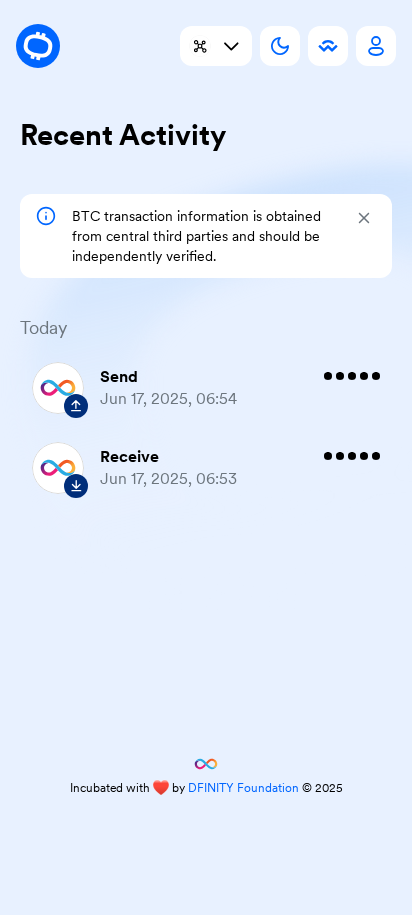 Recent Activity
BTC transaction information is obtained
from central third parties and should be
independently verified.
Today
Send
Jun 17, 2025, 06:54
Receive
Jun 17, 2025, 06:53
Incubated with ❤️ by DFINITY Foundation © 2025